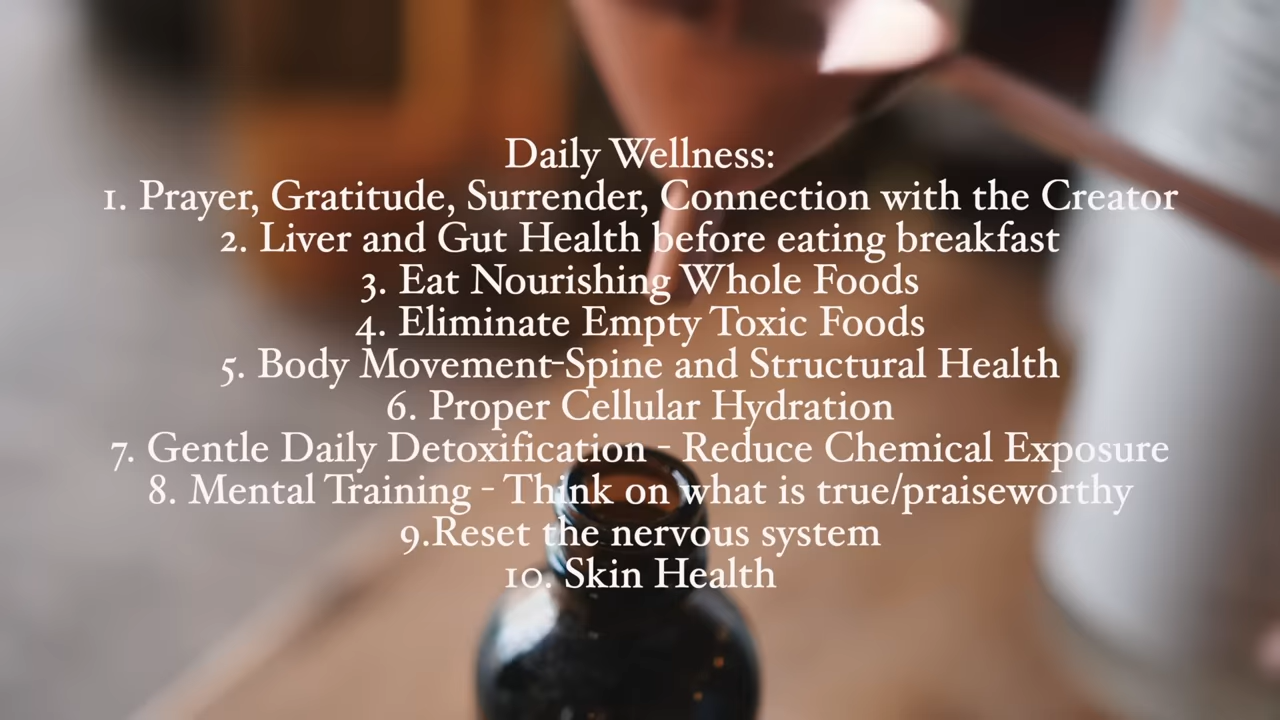 Daily Wellness:
1. Prayer, Gratitude, Surrender, Connection with the Creator
2. Liver and Gut Health before eating breakfast
3. Eat Nourishing Whole Foods
4. Eliminate Empty Toxic Foods
5. Body Movement-Spine and Structural Health
6. Proper Cellular Hydration
7. Gentle Daily Detoxification - Reduce Chemical Exposure
8. Mental Training - Think on what is true/praiseworthy
9.Reset the nervous system
10. Skin Health